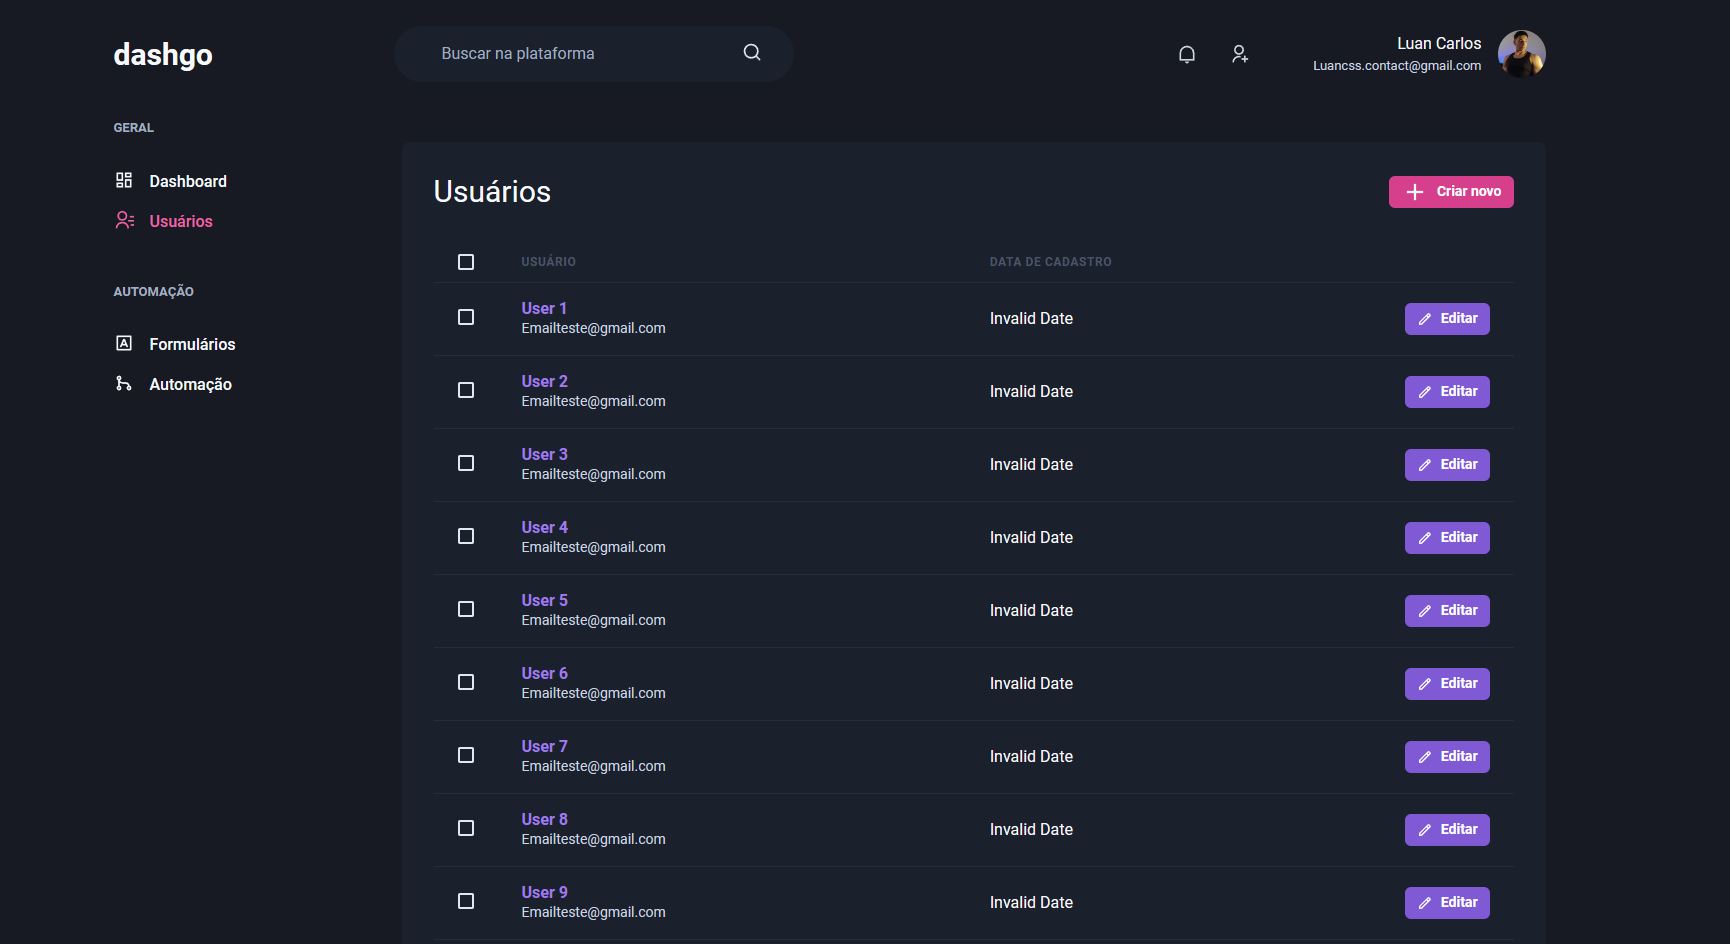 dashgo
Buscar na plataforma
Luan Carlos
Luancss.contact@gmail.com
GERAL
Dashboard
Usuários
AUTOMAÇÃO
Formulários
Automação
Usuários
Criar novo
USUÁRIO DATA DE CADASTRO
User 1
Emailteste@gmail.com
Invalid Date
Editar
User 2
Emailteste@gmail.com
Invalid Date
Editar
User 3
Emailteste@gmail.com
Invalid Date
Editar
User 4
Emailteste@gmail.com
Invalid Date
Editar
User 5
Emailteste@gmail.com
Invalid Date
Editar
User 6
Emailteste@gmail.com
Invalid Date
Editar
User 7
Emailteste@gmail.com
Invalid Date
Editar
User 8
Emailteste@gmail.com
Invalid Date
Editar
User 9
Emailteste@gmail.com
Invalid Date
Editar